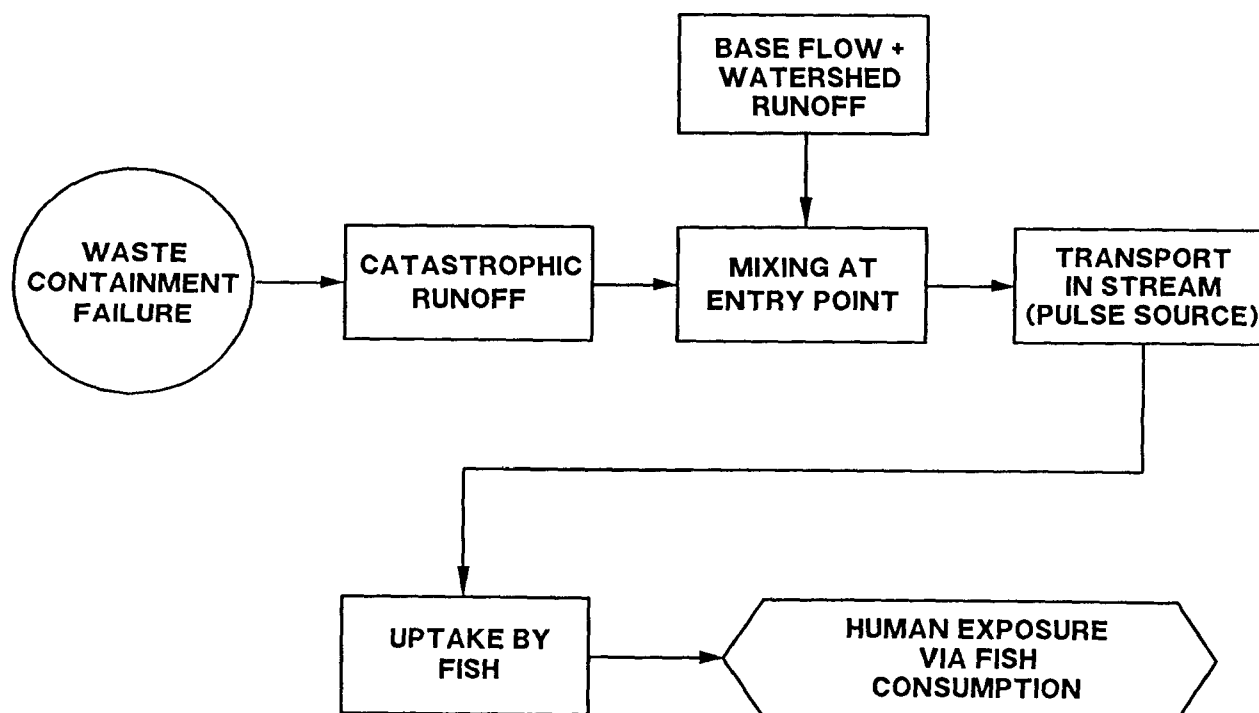 BASE FLOW +
WATERSHED
RUNOFF
WASTE
CONTAINMENT
FAILURE
CATASTROPHIC
RUNOFF
MIXING AT
ENTRY POINT
TRANSPORT
IN STREAM
(PULSE SOURCE)
UPTAKE BY
FISH
HUMAN EXPOSURE
VIA FISH
CONSUMPTION